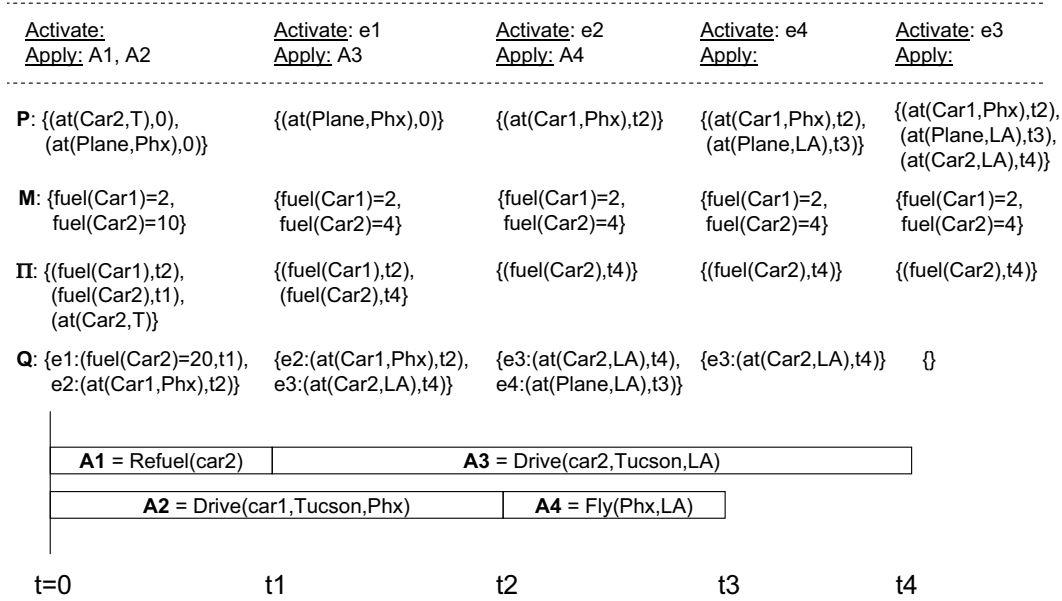 Activate: Activate: e1 Activate: e2 Activate: e4 Activate: e3
Apply: A1, A2 Apply: A3 Apply: A4 Apply: Apply:
P: {(at(Car2,T),0), {(at(Plane,Phx),0)} {(at(Car1,Phx),t2)} {(at(Car1,Phx),t2), {(at(Car1,Phx),t2),
(at(Plane,Phx),0)} (at(Plane,LA),t3)} (at(Plane,LA),t3),
(at(Car2,LA),t4)}
M: {fuel(Car1)=2, {fuel(Car1)=2, {fuel(Car1)=2, {fuel(Car1)=2, {fuel(Car1)=2,
fuel(Car2)=10} fuel(Car2)=4} fuel(Car2)=4} fuel(Car2)=4} fuel(Car2)=4}
Π: {(fuel(Car1),t2), {(fuel(Car1),t2), {(fuel(Car2),t4)} {(fuel(Car2),t4)} {(fuel(Car2),t4)}
(fuel(Car2),t1), (fuel(Car2),t4}
(at(Car2,T)}
Q: {e1:(fuel(Car2)=20,t1), {e2:(at(Car1,Phx),t2), {e3:(at(Car2,LA),t4), {e3:(at(Car2,LA),t4)} {}
e2:(at(Car1,Phx),t2)} e3:(at(Car2,LA),t4)} e4:(at(Plane,LA),t3)}
A1 = Refuel(car2) A3 = Drive(car2,Tucson,LA)
A2 = Drive(car1,Tucson,Phx) A4 = Fly(Phx,LA)
t=0 t1 t2 t3 t4